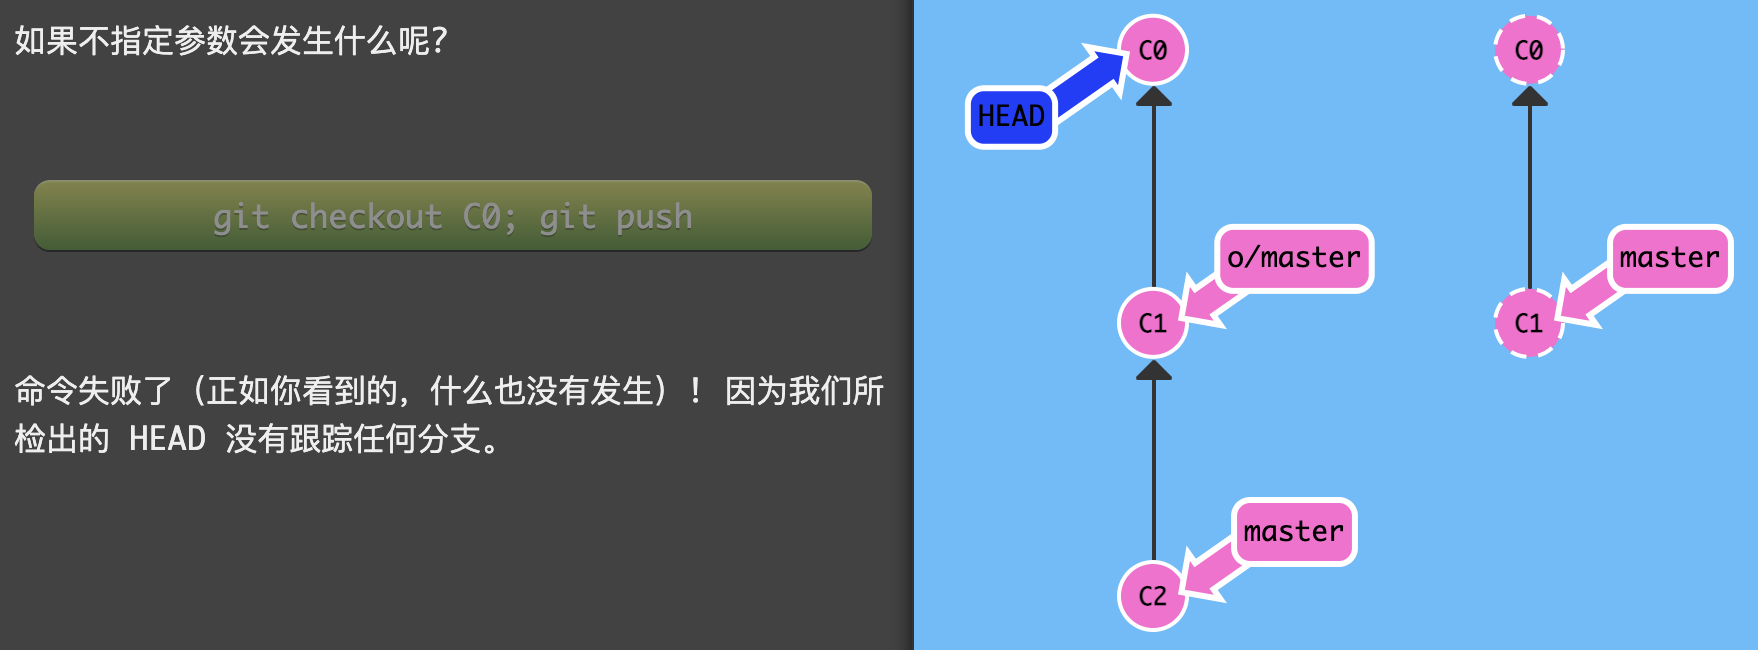 如果不指定参数会发生什么呢？
git checkout C0; git push
命令失败了（正如你看到的，什么也没有发生）！ 因为我们所
检出的 HEAD 没有跟踪任何分支。
C0
HEAD
o/master
C1
master
C2
C0
master
C1